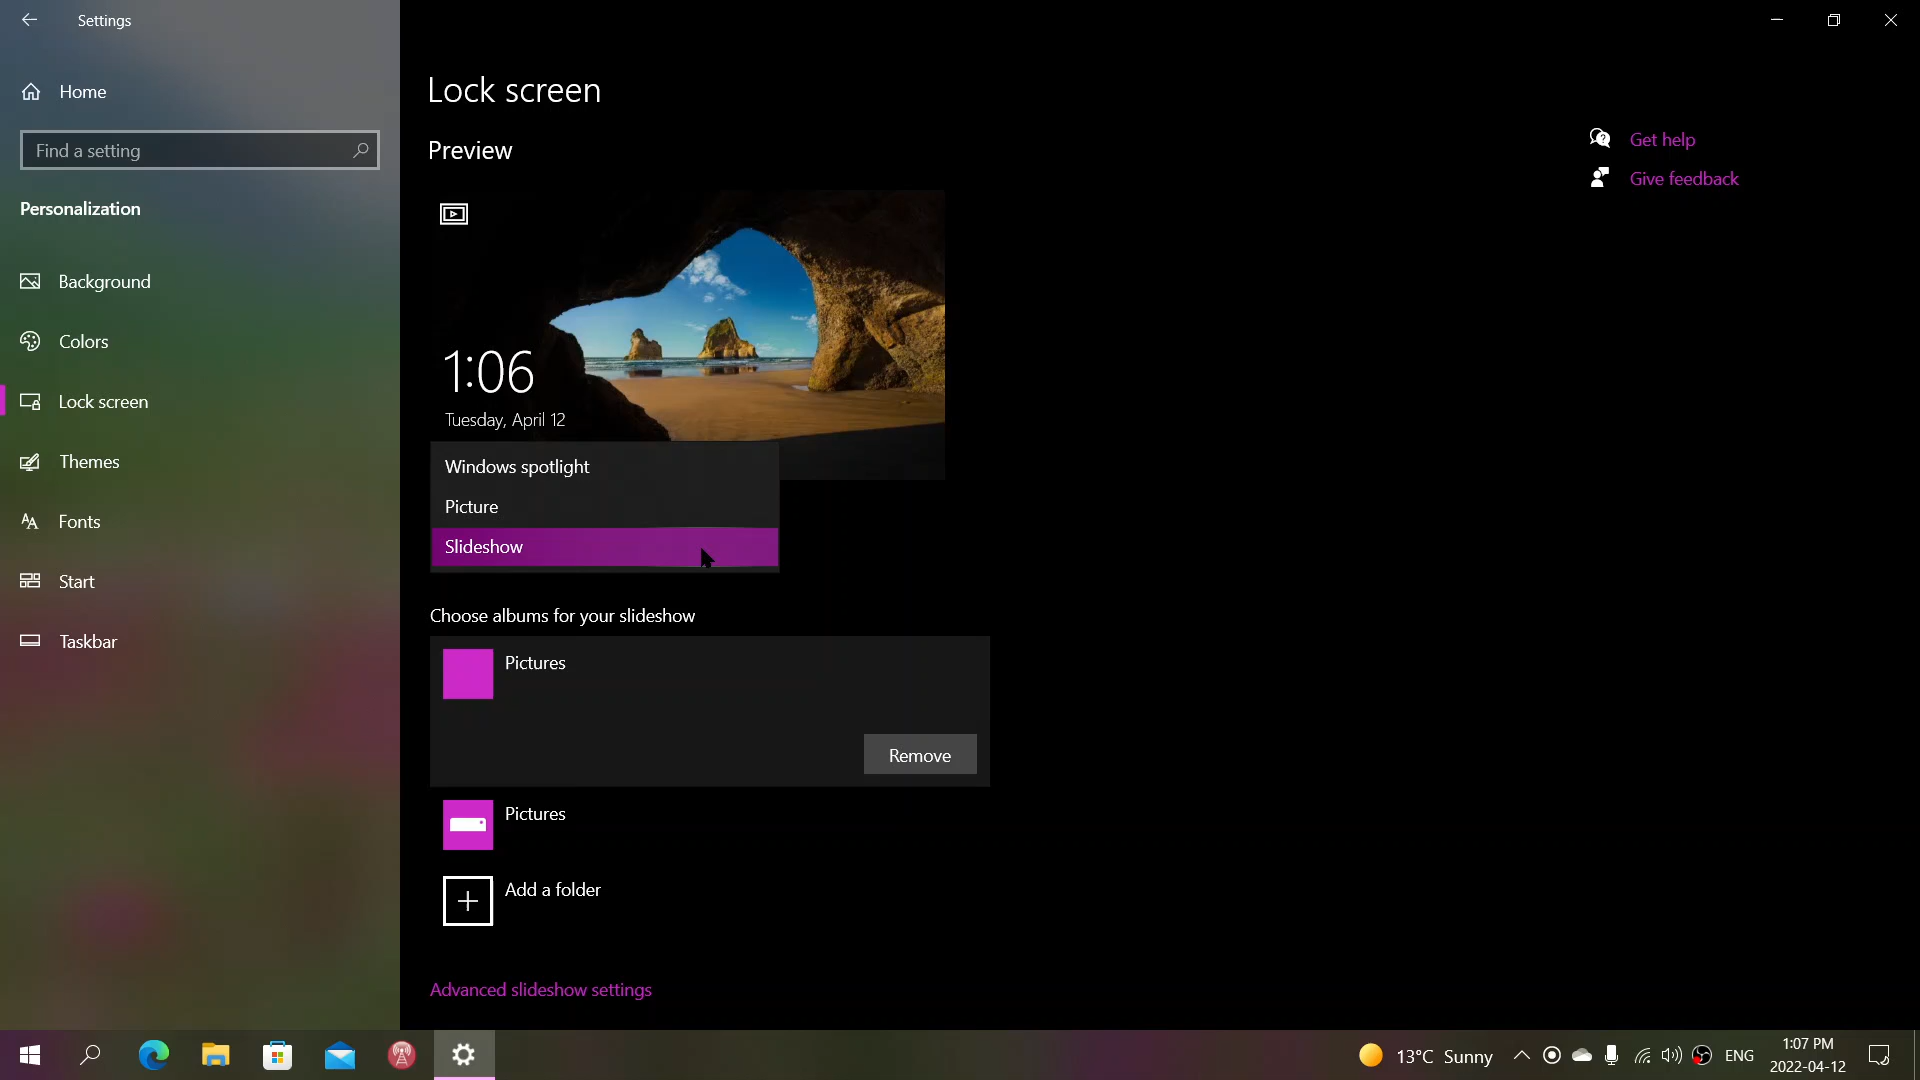 Settings
Home
Find a setting
Personalization
Background
Colors
Lock screen
Themes
Fonts
Start
Taskbar
Lock screen
Preview
1:06
Tuesday, April 12
Windows spotlight
Picture
Slideshow
Choose albums for your slideshow
Pictures
Remove
Pictures
Add a folder
Advanced slideshow settings
Get help
Give feedback
13°C Sunny
ENG
1:07 PM
2022-04-12